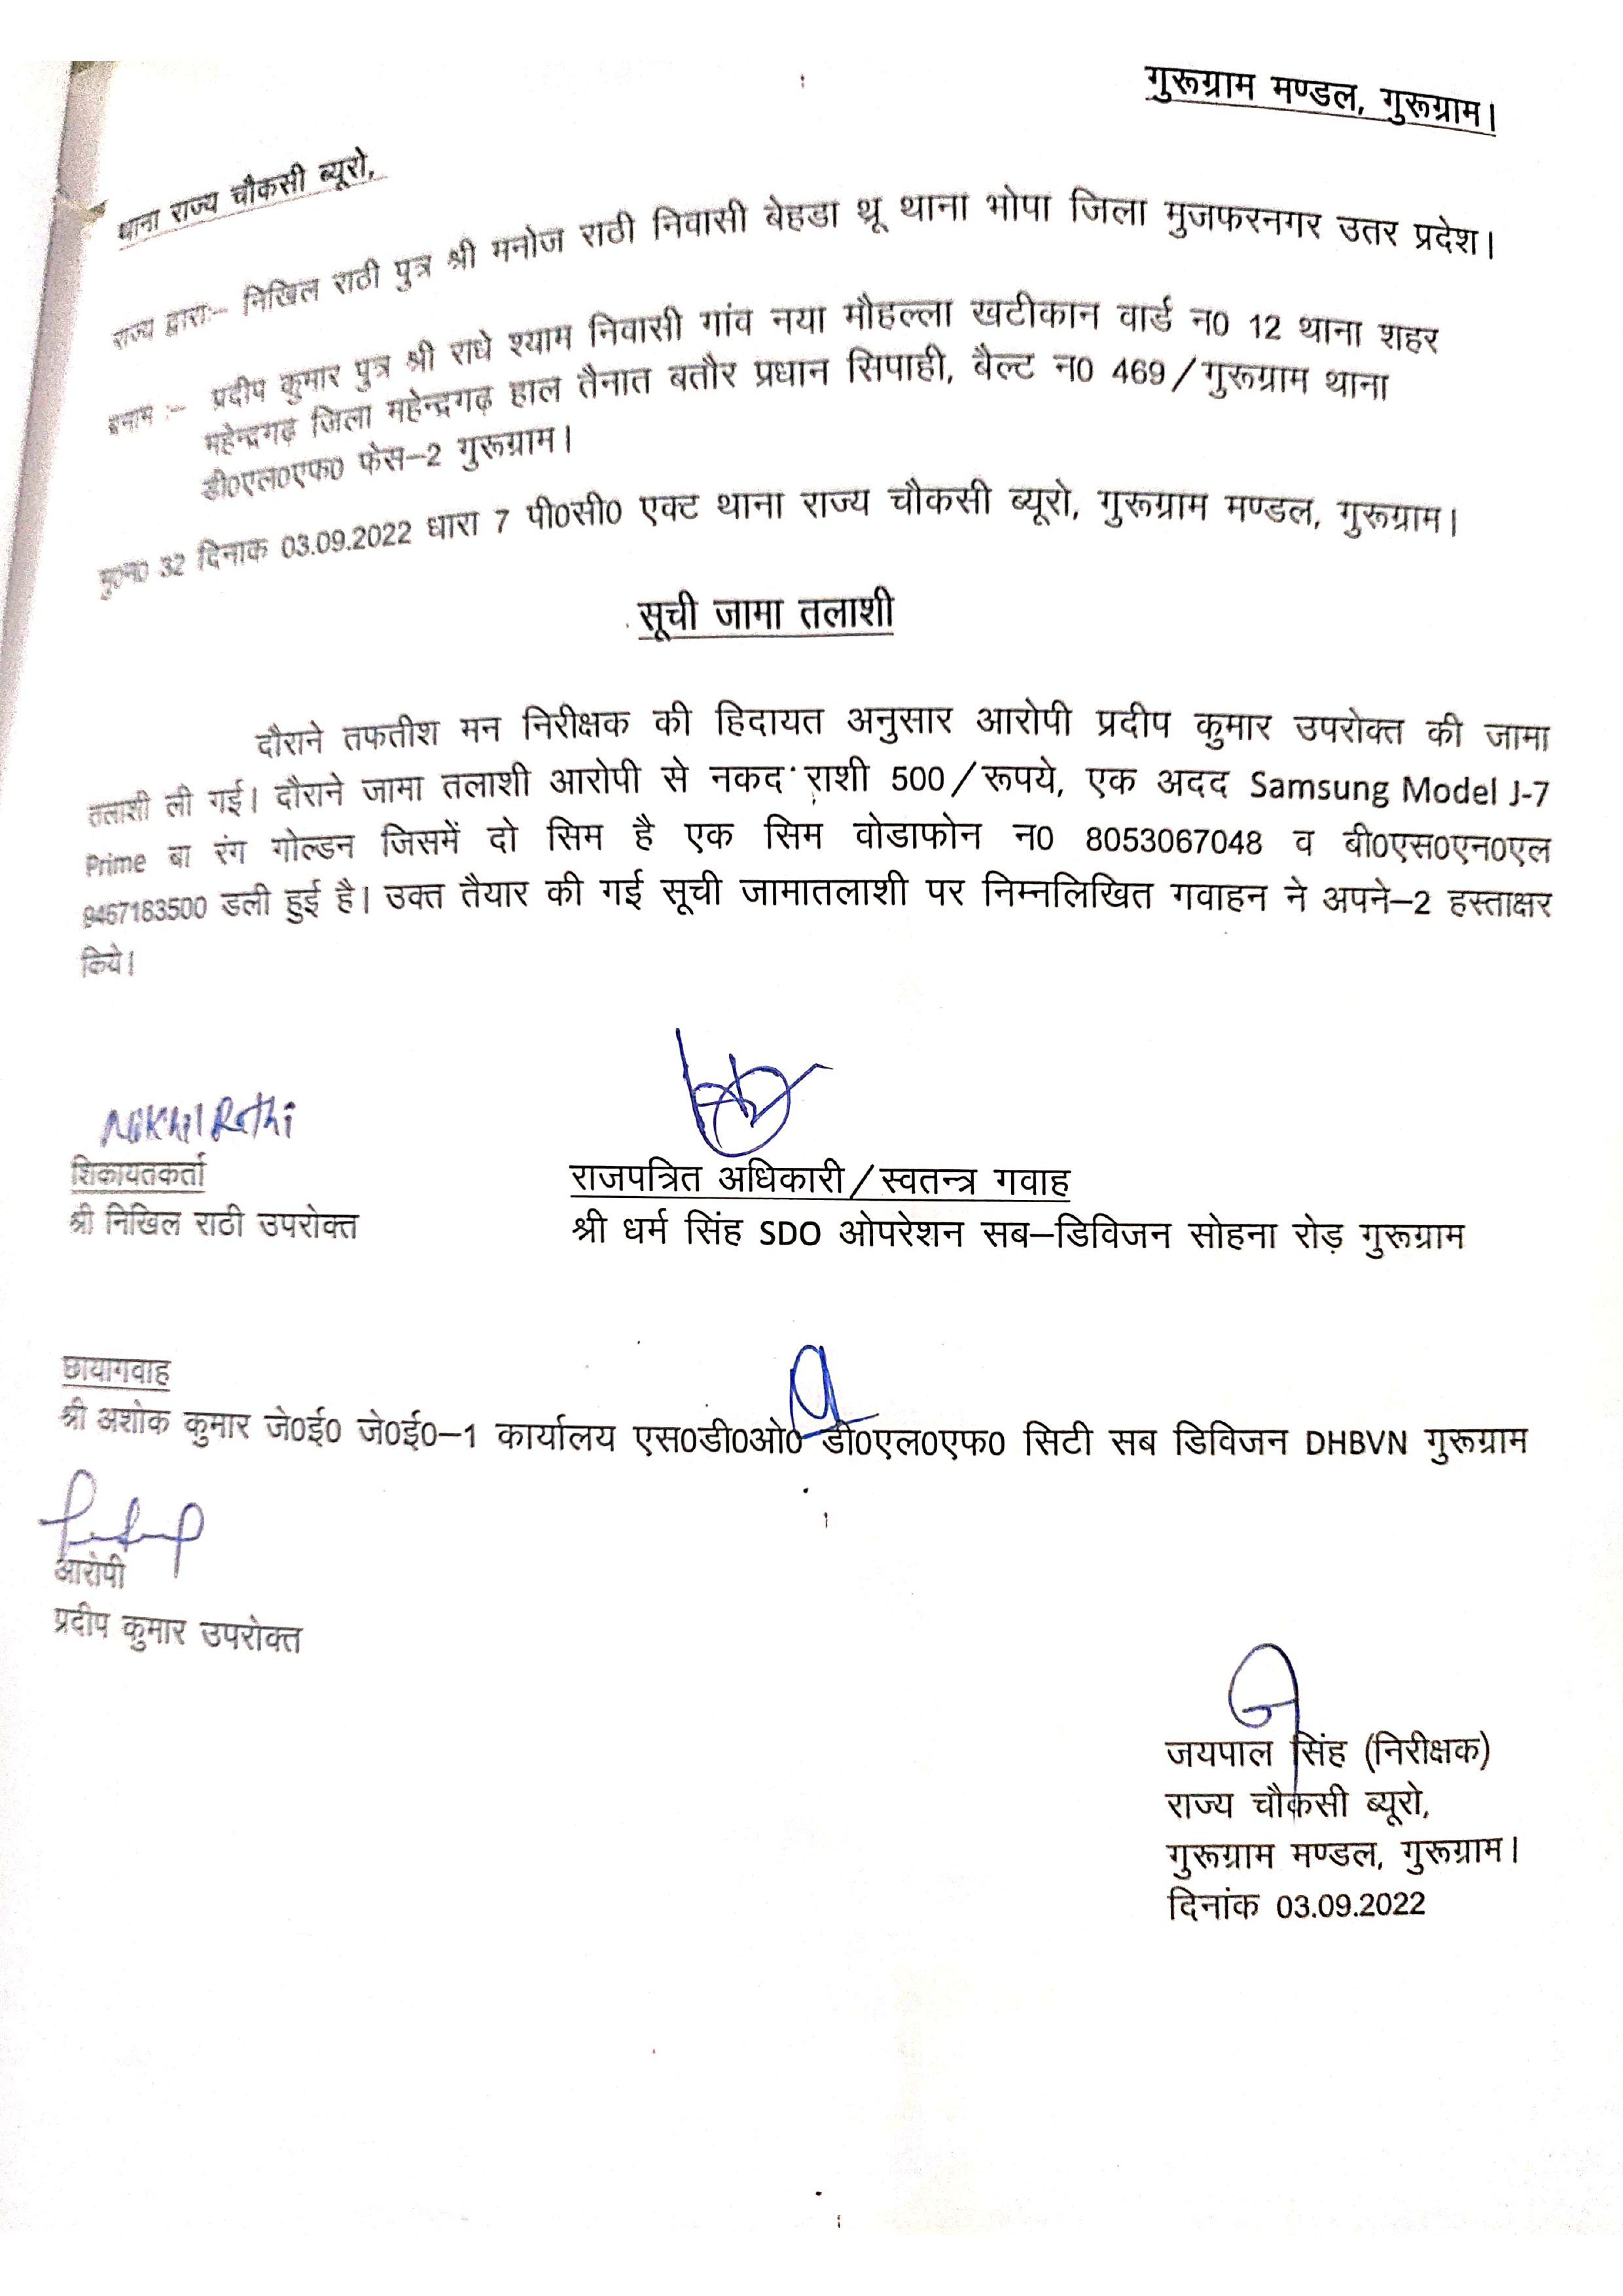 गुरूग्राम मण्डल, गुरूग्राम।
थाना राज्य चौकसी ब्यूरो,
राज्य द्वाराः– निखिल राठी पुत्र श्री मनोज राठी निवासी बेहडा थ्रू थाना भोपा जिला मुजफरनगर उतर प्रदेश।
बनाम :– प्रदीप कुमार पुत्र श्री राधे श्याम निवासी गांव नया मौहल्ला खटीकान वार्ड न0 12 थाना शहर
महेन्द्रगढ़ जिला महेन्द्रगढ़ हाल तैनात बतौर प्रधान सिपाही, बैल्ट न0 469/गुरूग्राम थाना
डी0एल0एफ0 फेस–2 गुरूग्राम।
मु0न0 32 दिनाक 03.09.2022 धारा 7 पी0सी0 एक्ट थाना राज्य चौकसी ब्यूरो, गुरूग्राम मण्डल, गुरूग्राम।
सूची जामा तलाशी
दौराने तफतीश मन निरीक्षक की हिदायत अनुसार आरोपी प्रदीप कुमार उपरोक्त की जामा
तलाशी ली गई। दौराने जामा तलाशी आरोपी से नकद राशी 500/रूपये, एक अदद Samsung Model J-7
Prime बा रंग गोल्डन जिसमें दो सिम है एक सिम वोडाफोन न0 8053067048 व बी0एस0एन0एल
9467183500 डली हुई है। उक्त तैयार की गई सूची जामातलाशी पर निम्नलिखित गवाहन ने अपने–2 हस्ताक्षर
किये।
Nikhil Rathi
शिकायतकर्ता
श्री निखिल राठी उपरोक्त
राजपत्रित अधिकारी/स्वतन्त्र गवाह
श्री धर्म सिंह SDO ओपरेशन सब–डिविजन सोहना रोड़ गुरूग्राम
छायागवाह
श्री अशोक कुमार जे0ई0 जे0ई0–1 कार्यालय एस0डी0ओ0 डी0एल0एफ0 सिटी सब डिविजन DHBVN गुरूग्राम
आरोपी
प्रदीप कुमार उपरोक्त
जयपाल सिंह (निरीक्षक)
राज्य चौकसी ब्यूरो,
गुरूग्राम मण्डल, गुरूग्राम।
दिनांक 03.09.2022